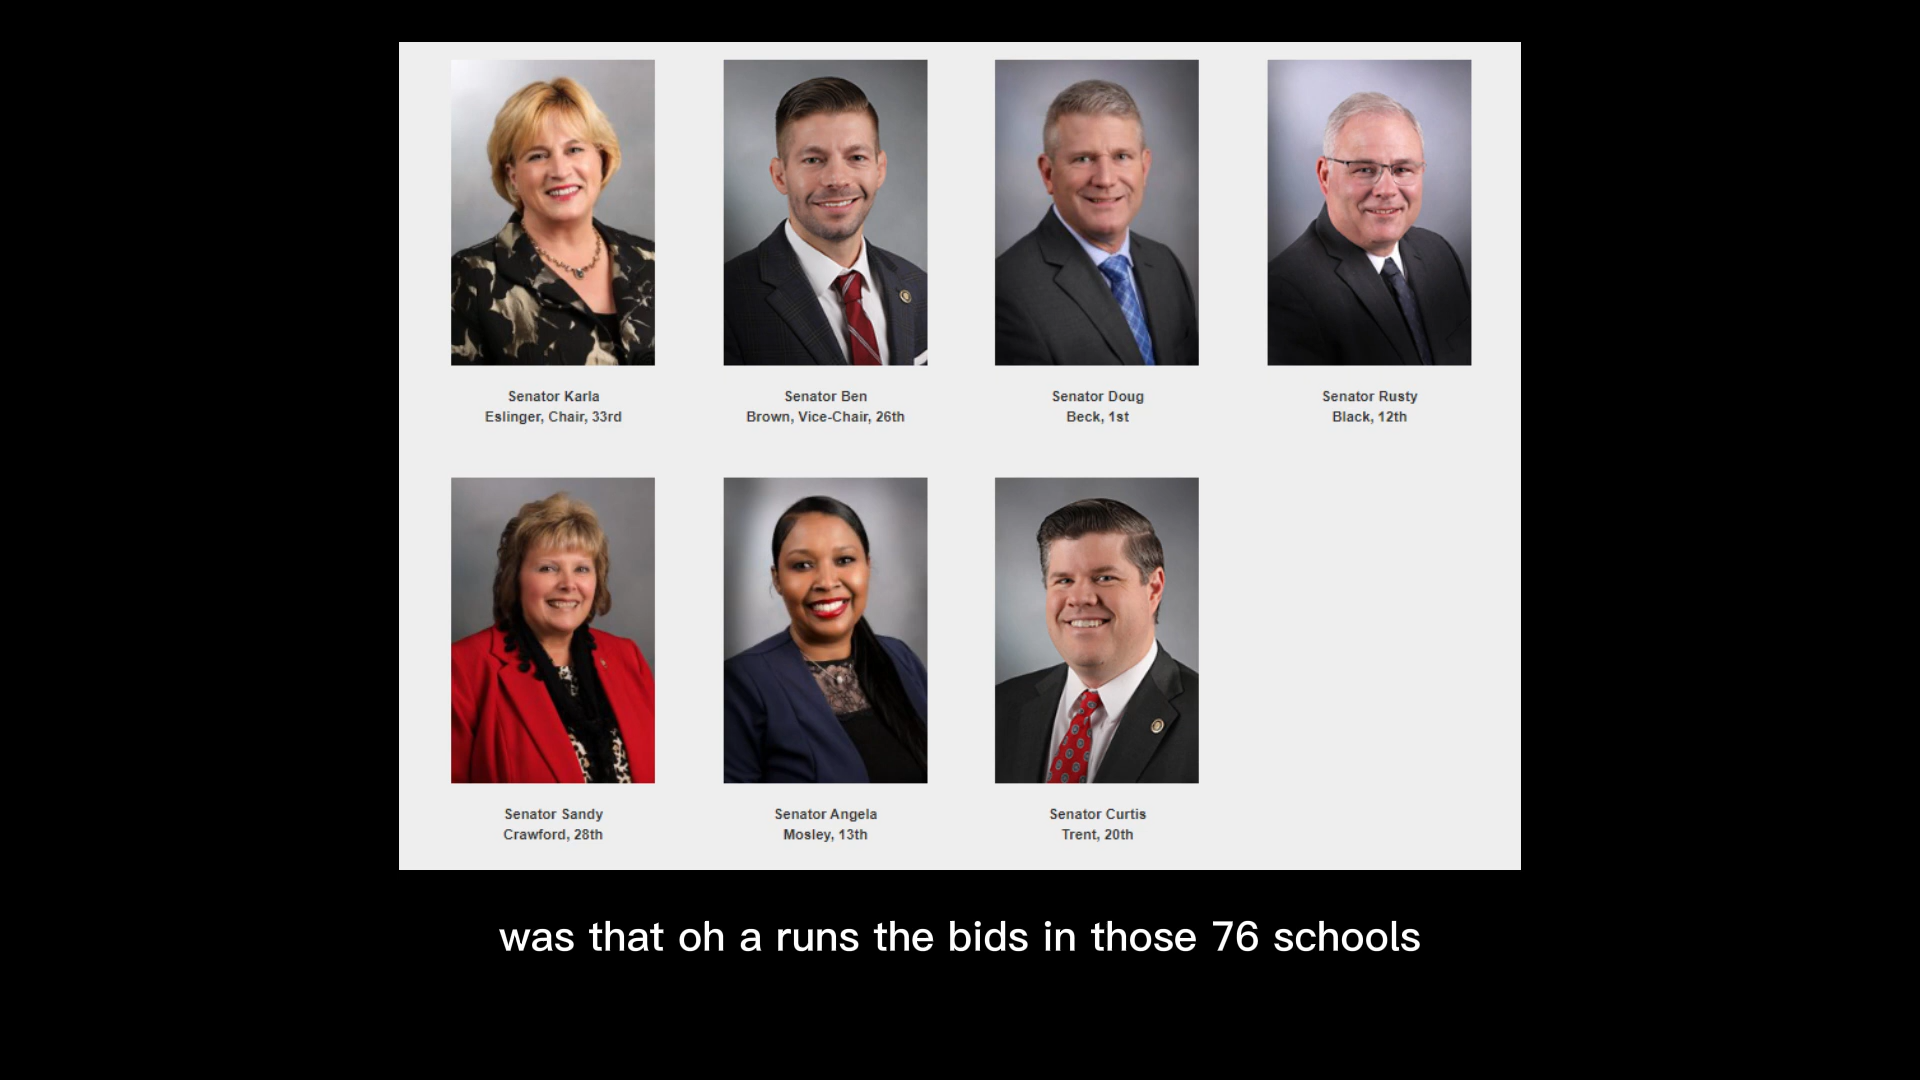 Senator Karla
Eslinger, Chair, 33rd
Senator Ben
Brown, Vice-Chair, 26th
Senator Doug
Beck, 1st
Senator Rusty
Black, 12th
Senator Sandy
Crawford, 28th
Senator Angela
Mosley, 13th
Senator Curtis
Trent, 20th
was that oh a runs the bids in those 76 schools